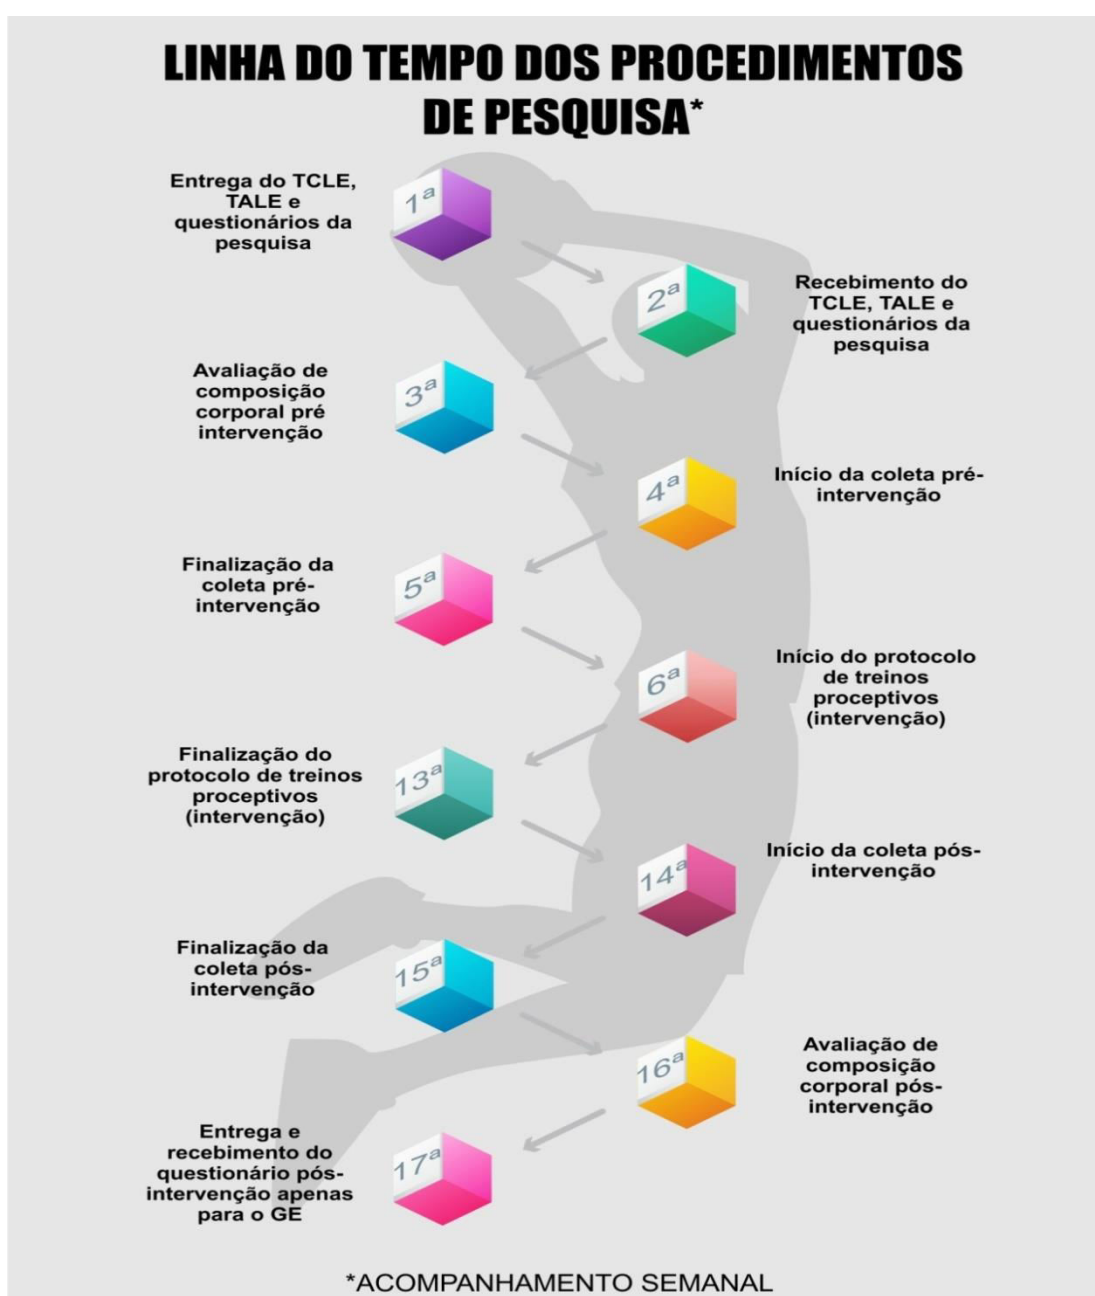 LINHA DO TEMPO DOS PROCEDIMENTOS
DE PESQUISA*
1ª
Entrega do TCLE,
TALE e
questionários da
pesquisa
2ª
Recebimento do
TCLE, TALE e
questionários da
pesquisa
3ª
Avaliação de
composição
corporal pré
intervenção
4ª
Início da coleta pré-
intervenção
5ª
Finalização da
coleta pré-
intervenção
6ª
Início do protocolo
de treinos
proceptivos
(intervenção)
13ª
Finalização do
protocolo de treinos
proceptivos
(intervenção)
14ª
Início da coleta pós-
intervenção
15ª
Finalização da
coleta pós-
intervenção
16ª
Avaliação de
composição
corporal pós-
intervenção
17ª
Entrega e
recebimento do
questionário pós-
intervenção apenas
para o GE
*ACOMPANHAMENTO SEMANAL